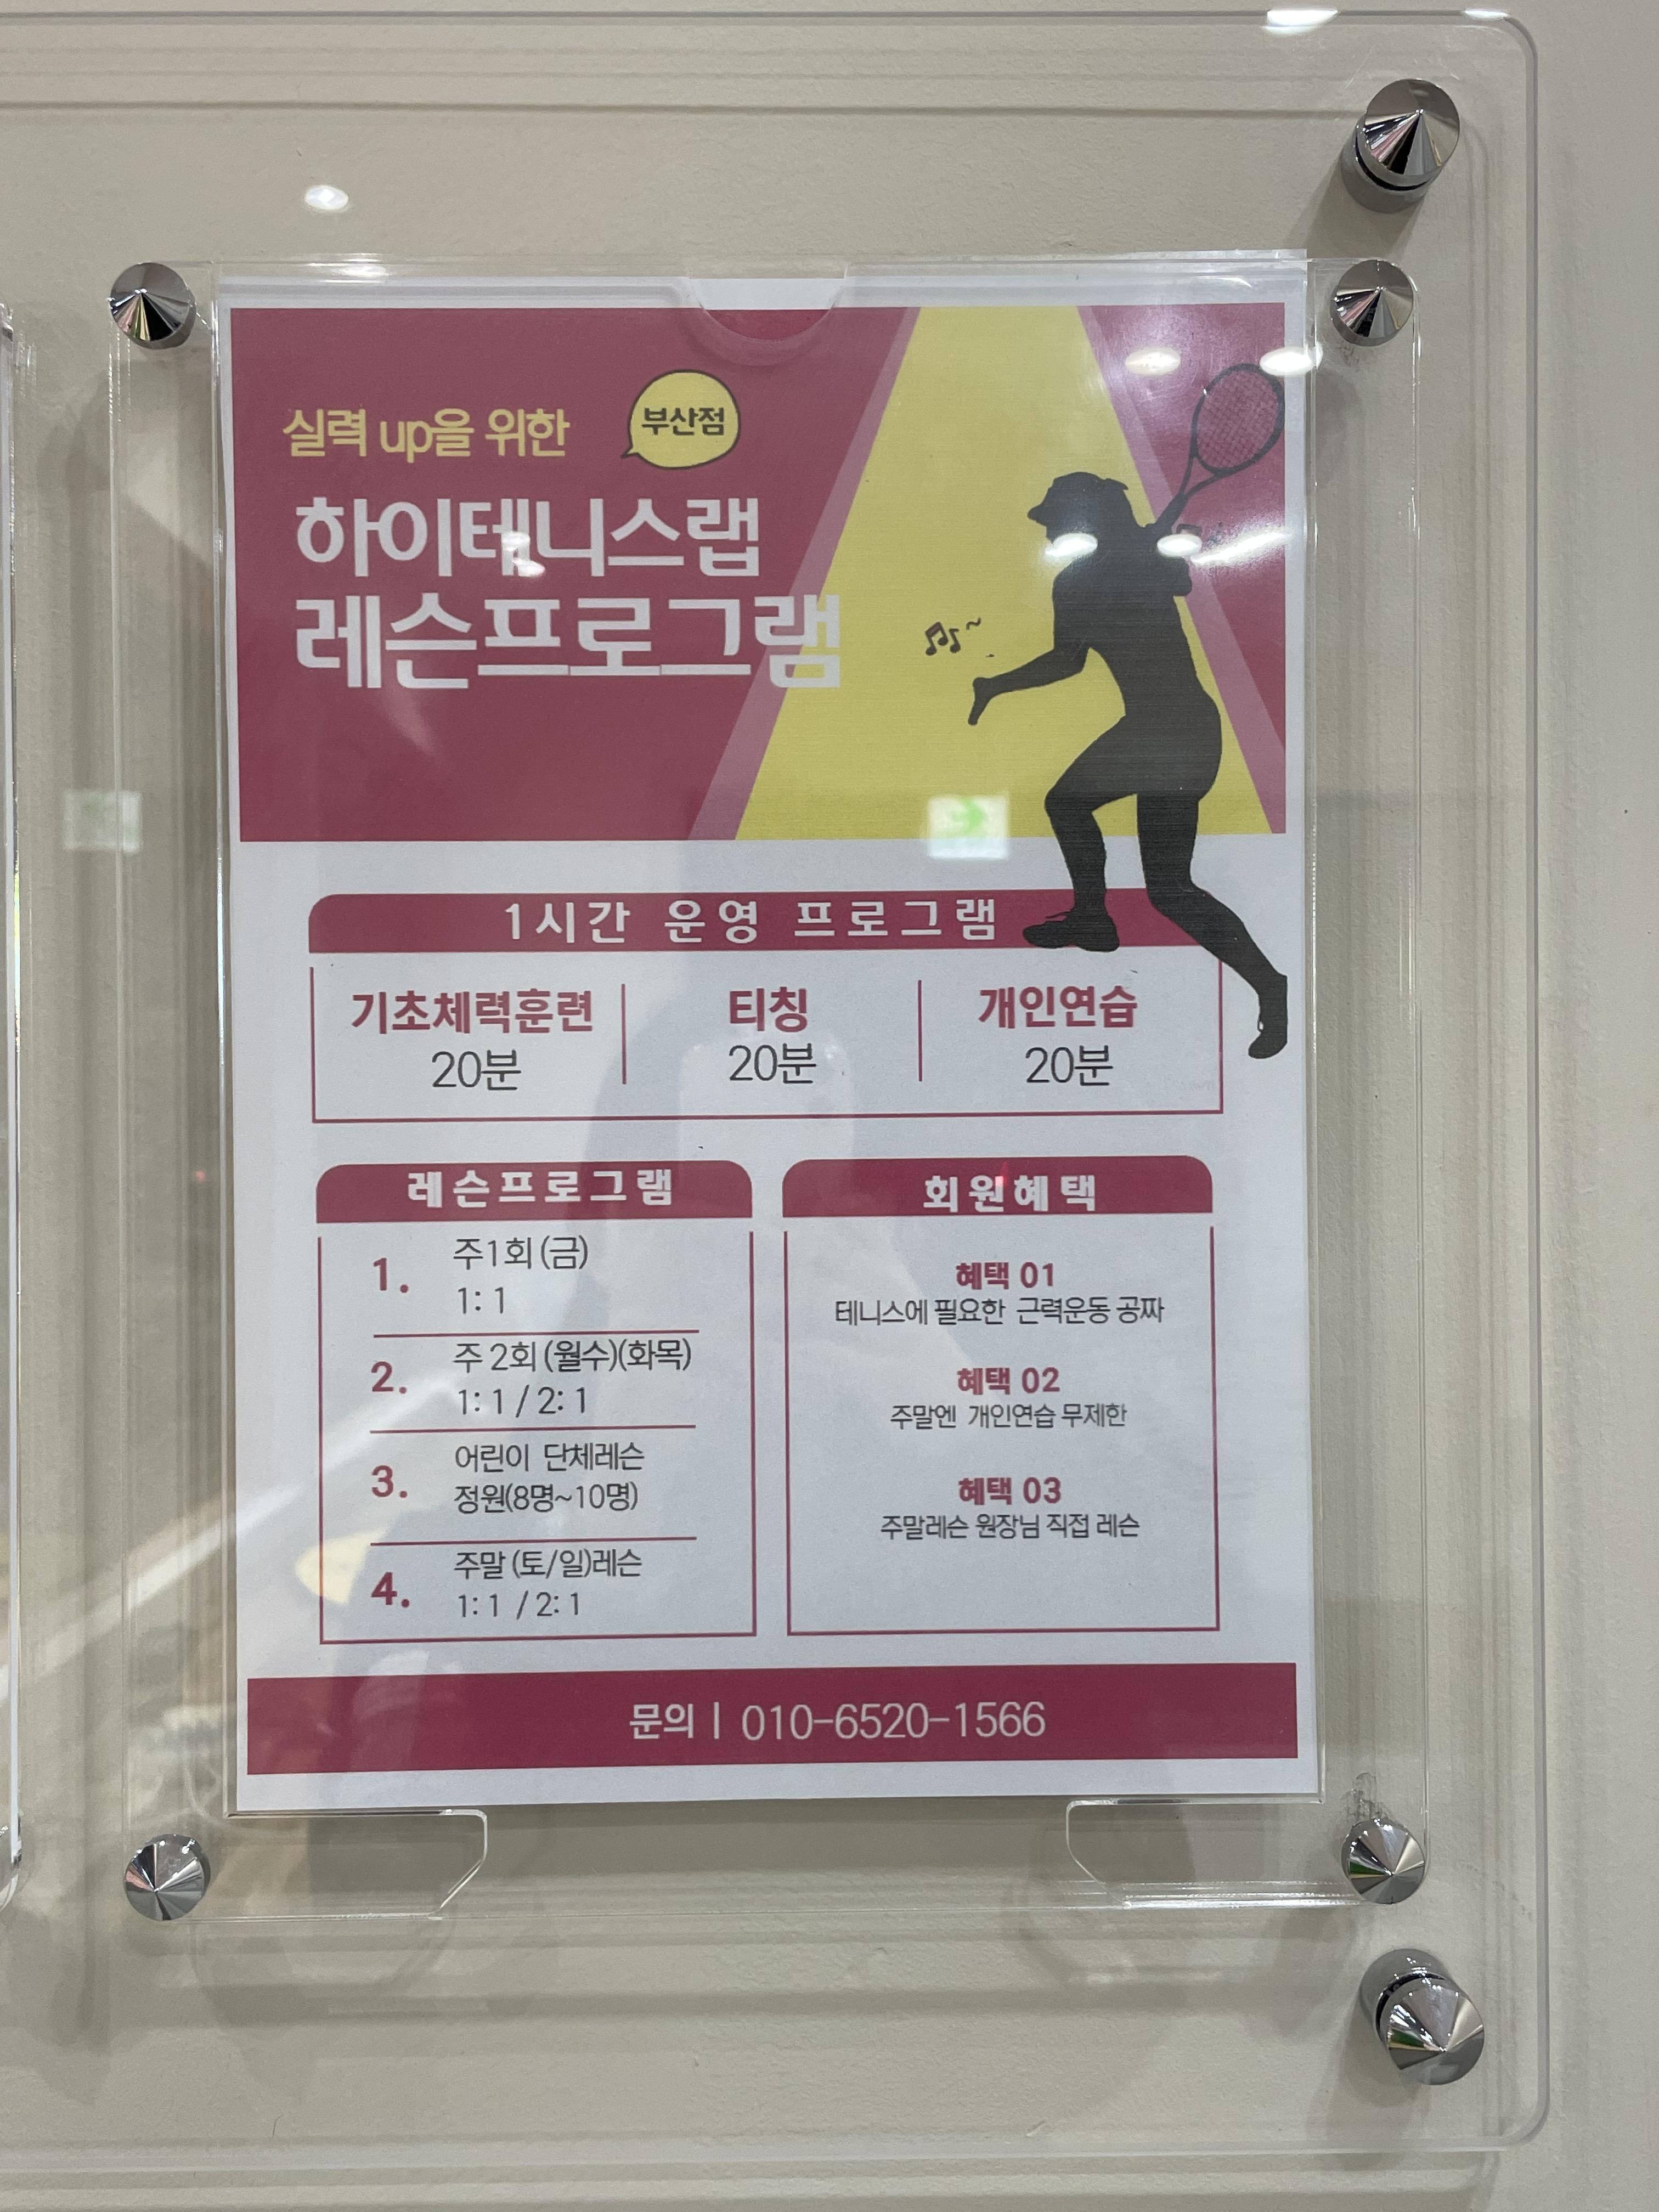 실력 up을 위한
부산점
하이테니스랩
레슨프로그램
1시간 운영 프로그램
기초체력훈련
20분
티칭
20분
개인연습
20분
레슨프로그램
1. 주1회 (금)
1:1
2. 주 2회 (월수)(화목)
1:1 / 2:1
3. 어린이 단체레슨
정원(8명~10명)
4. 주말 (토/일)레슨
1:1 / 2:1
회원혜택
혜택 01
테니스에 필요한 근력운동 공짜
혜택 02
주말엔 개인연습 무제한
혜택 03
주말레슨 원장님 직접 레슨
문의 | 010-6520-1566